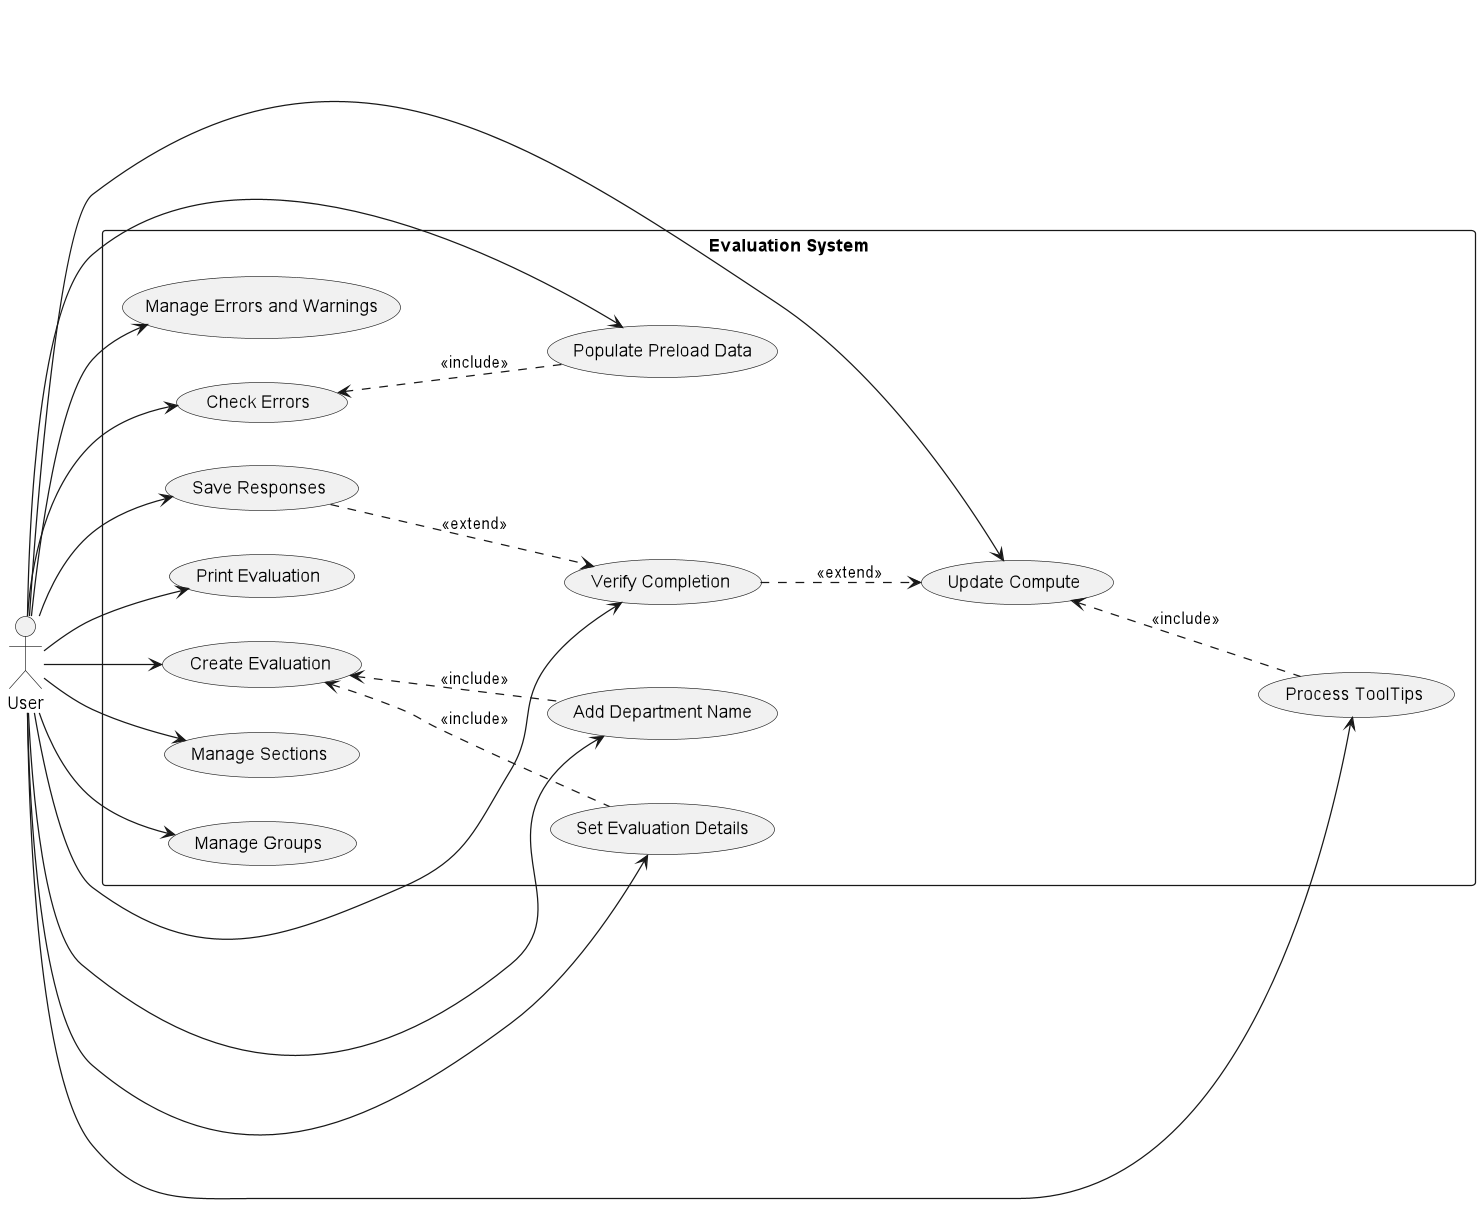 Evaluation System
Manage Errors and Warnings
Populate Preload Data
«include»
Check Errors
Save Responses
«extend»
Print Evaluation
Verify Completion
«extend»
Update Compute
«include»
Create Evaluation
«include»
Process ToolTips
User
Add Department Name
«include»
Manage Sections
Set Evaluation Details
Manage Groups